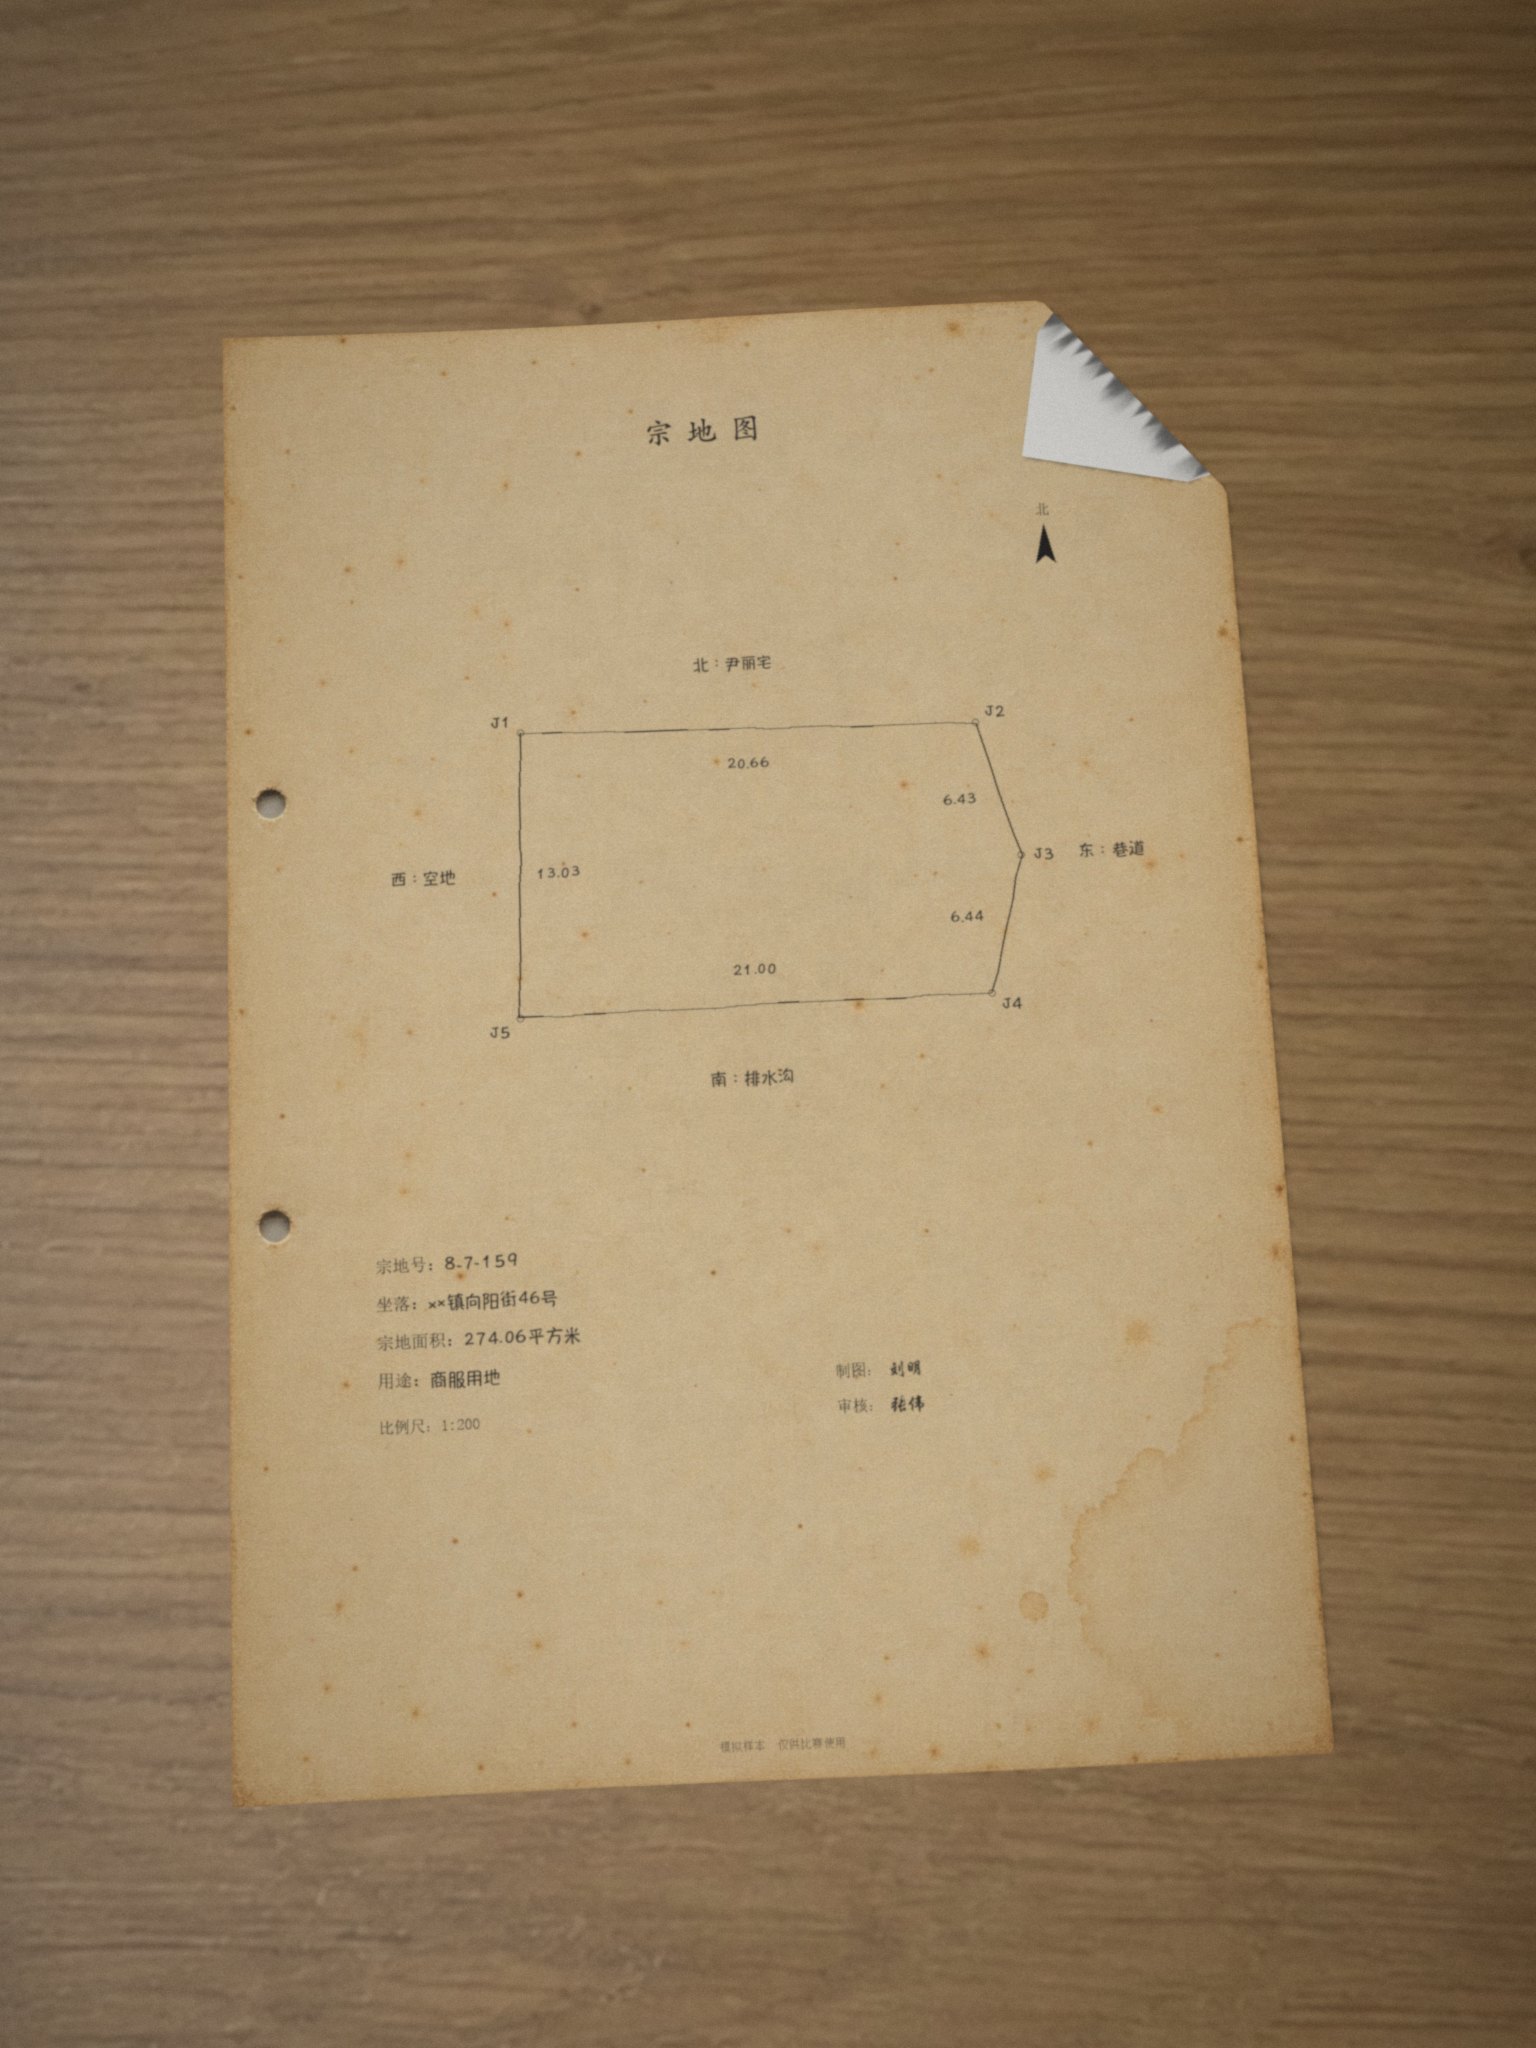 宗地图
北
北：尹丽宅
J1
J2
20.66
6.43
J3
东：巷道
西：空地
13.03
6.44
21.00
J4
J5
南：排水沟
宗地号：8-7-159
坐落：××镇向阳街46号
宗地面积：274.06平方米
用途：商服用地
制图：刘明
审核：张伟
比例尺：1:200
模拟样本 仅供比赛使用